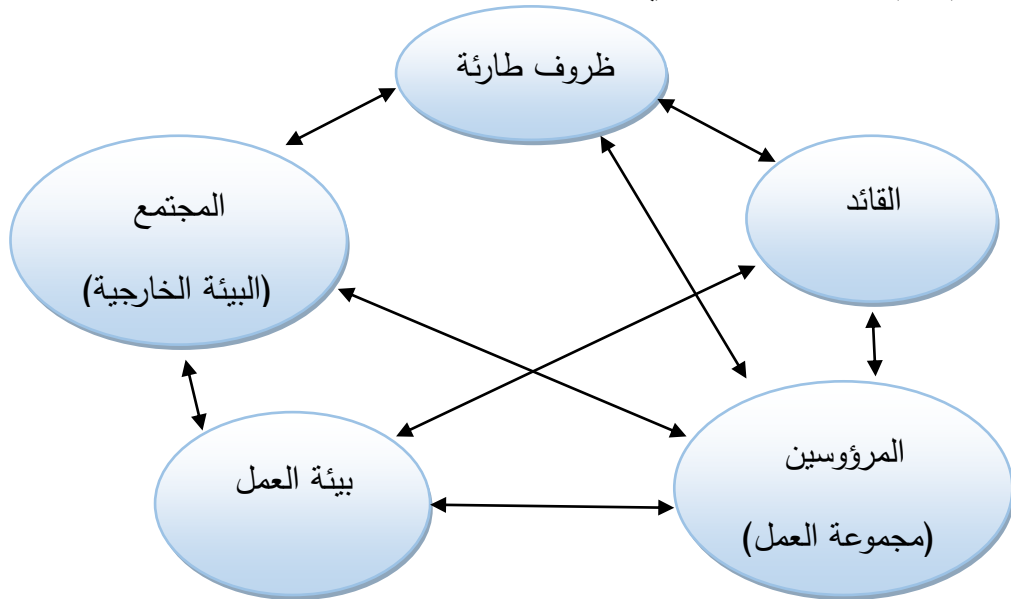 ظروف طارئة
القائد
المجتمع
(البيئة الخارجية)
المرؤوسين
(مجموعة العمل)
بيئة العمل